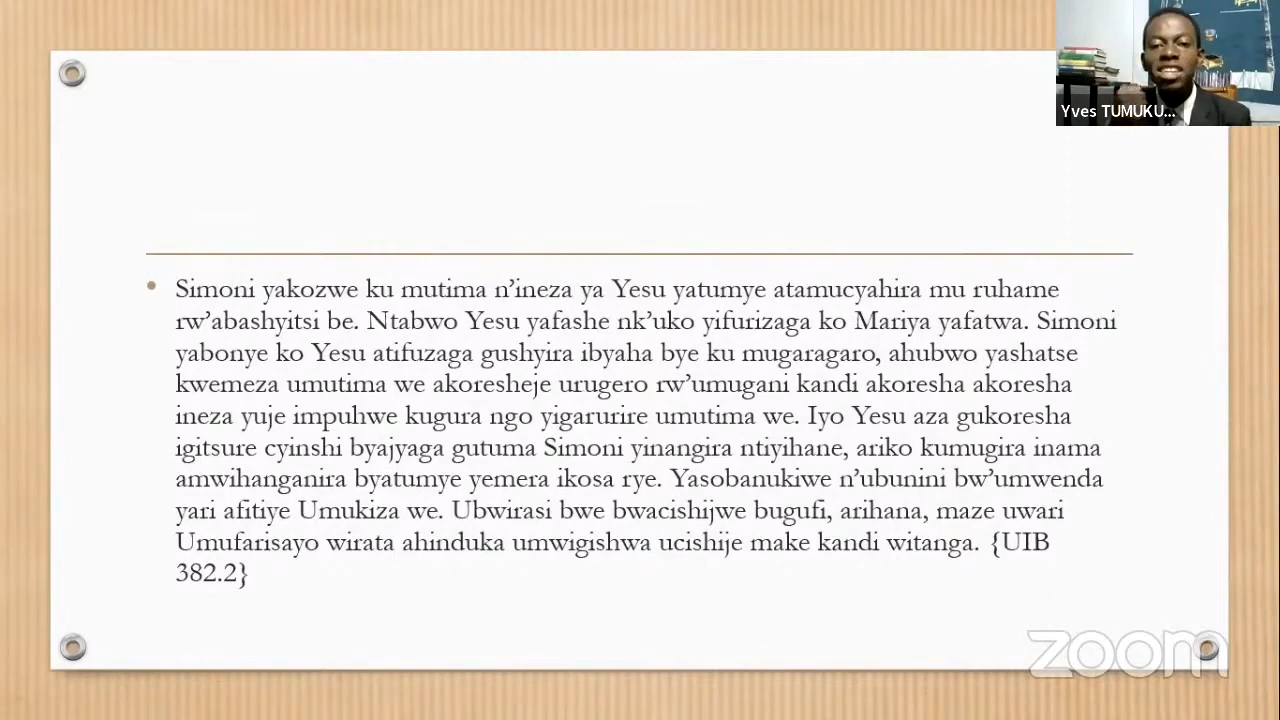 Yves TUMUKU...
• Simoni yakozwe ku mutima n’ineza ya Yesu yatumye atamucyahira mu ruhame
rw’abashyitsi be. Ntabwo Yesu yafashe nk’uko yifurizaga ko Mariya yafatwa. Simoni
yabonye ko Yesu atifuzaga gushyira ibyaha bye ku mugaragaro, ahubwo yashatse
kwemeza umutima we akoresheje urugero rw’umugani kandi akoresha akoresha
ineza yuje impuhwe kugura ngo yigarurire umutima we. Iyo Yesu aza gukoresha
igitsure cyinshi byajyaga gutuma Simoni yinangira ntiyihane, ariko kumugira inama
amwihanganira byatumye yemera ikosa rye. Yasobanukiwe n’ubunini bw’umwenda
yari afitiye Umukiza we. Ubwirasi bwe bwacishijwe bugufi, arihana, maze uwari
Umufarisayo wirata ahinduka umwigishwa ucishije make kandi witanga. {UIB
382.2}
zoom